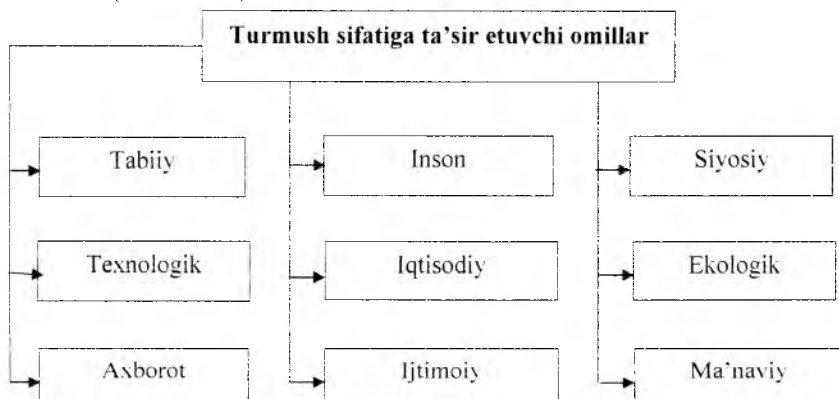 Turmush sifatiga ta'sir etuvchi omillar
Tabiiy
Inson
Siyosiy
Texnologik
Iqtisodiy
Ekologik
Axborot
Ijtimoiy
Ma'naviy